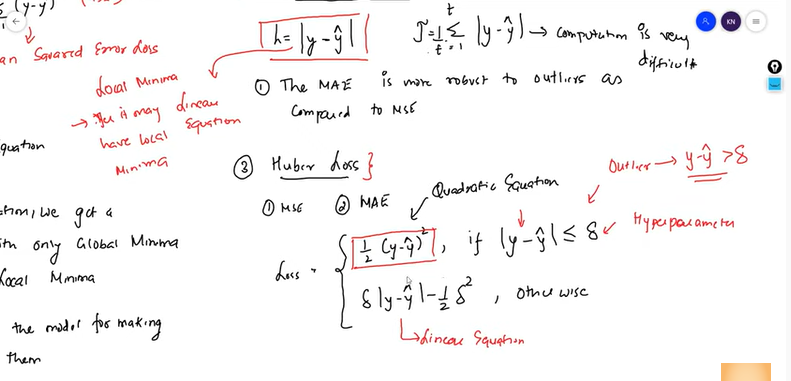 (y-y)
an Squared Error Loss
quation
ction, we get a
th only Global Minima
Local Minima
the model for making
them
h = |y - ŷ|
Local Minima
it may
have local
Minima
Linear
Equation
J = 1/t Σ |y - ŷ| → Computation is very
t
t = 1
difficult
① The MAE is more robust to outliers as
Compared to MSE
③ Huber Loss }
① MSE ② MAE
Quadratic Equation
Outlier → y - ŷ > δ
Hyperparameter
Loss = { 1/2 (y - ŷ)², if |y - ŷ| ≤ δ
δ |y - ŷ| - 1/2 δ², Otherwise
Linear Equation
KN